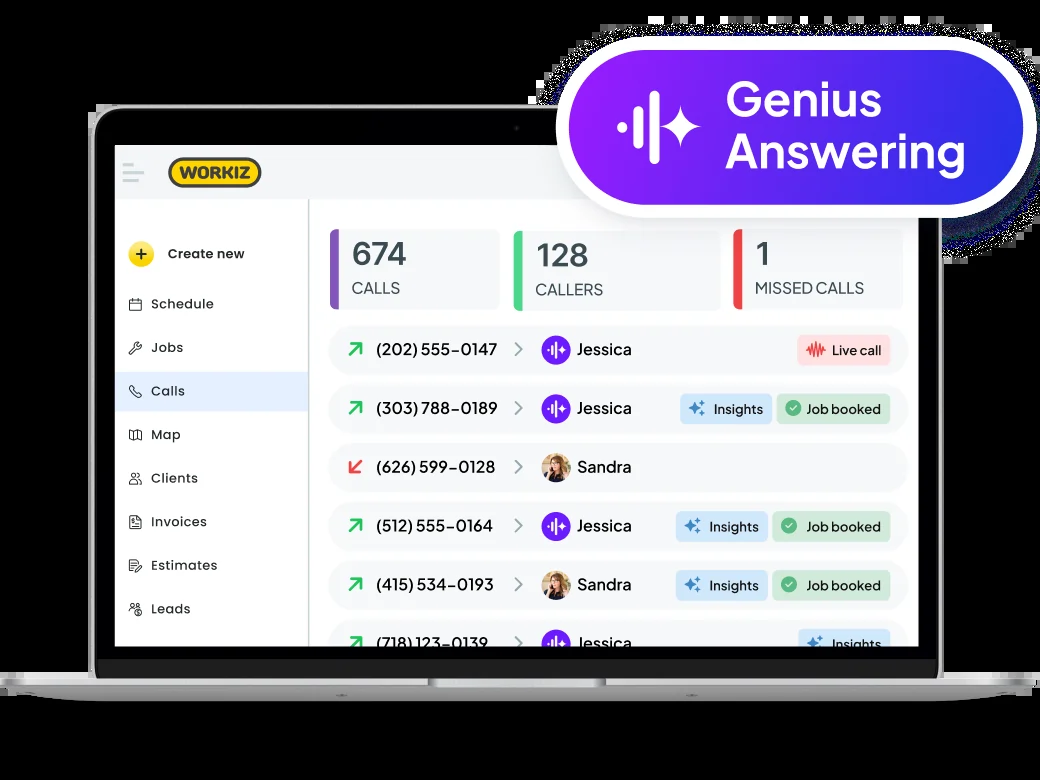 Genius
Answering
WORKIZ
Create new
Schedule
Jobs
Calls
Map
Clients
Invoices
Estimates
Leads
674
CALLS
128
CALLERS
1
MISSED CALLS
(202) 555-0147 Jessica Live call
(303) 788-0189 Jessica Insights Job booked
(626) 599-0128 Sandra
(512) 555-0164 Jessica Insights Job booked
(415) 534-0193 Sandra Insights Job booked
(718) 123-0139 Jessica Insights